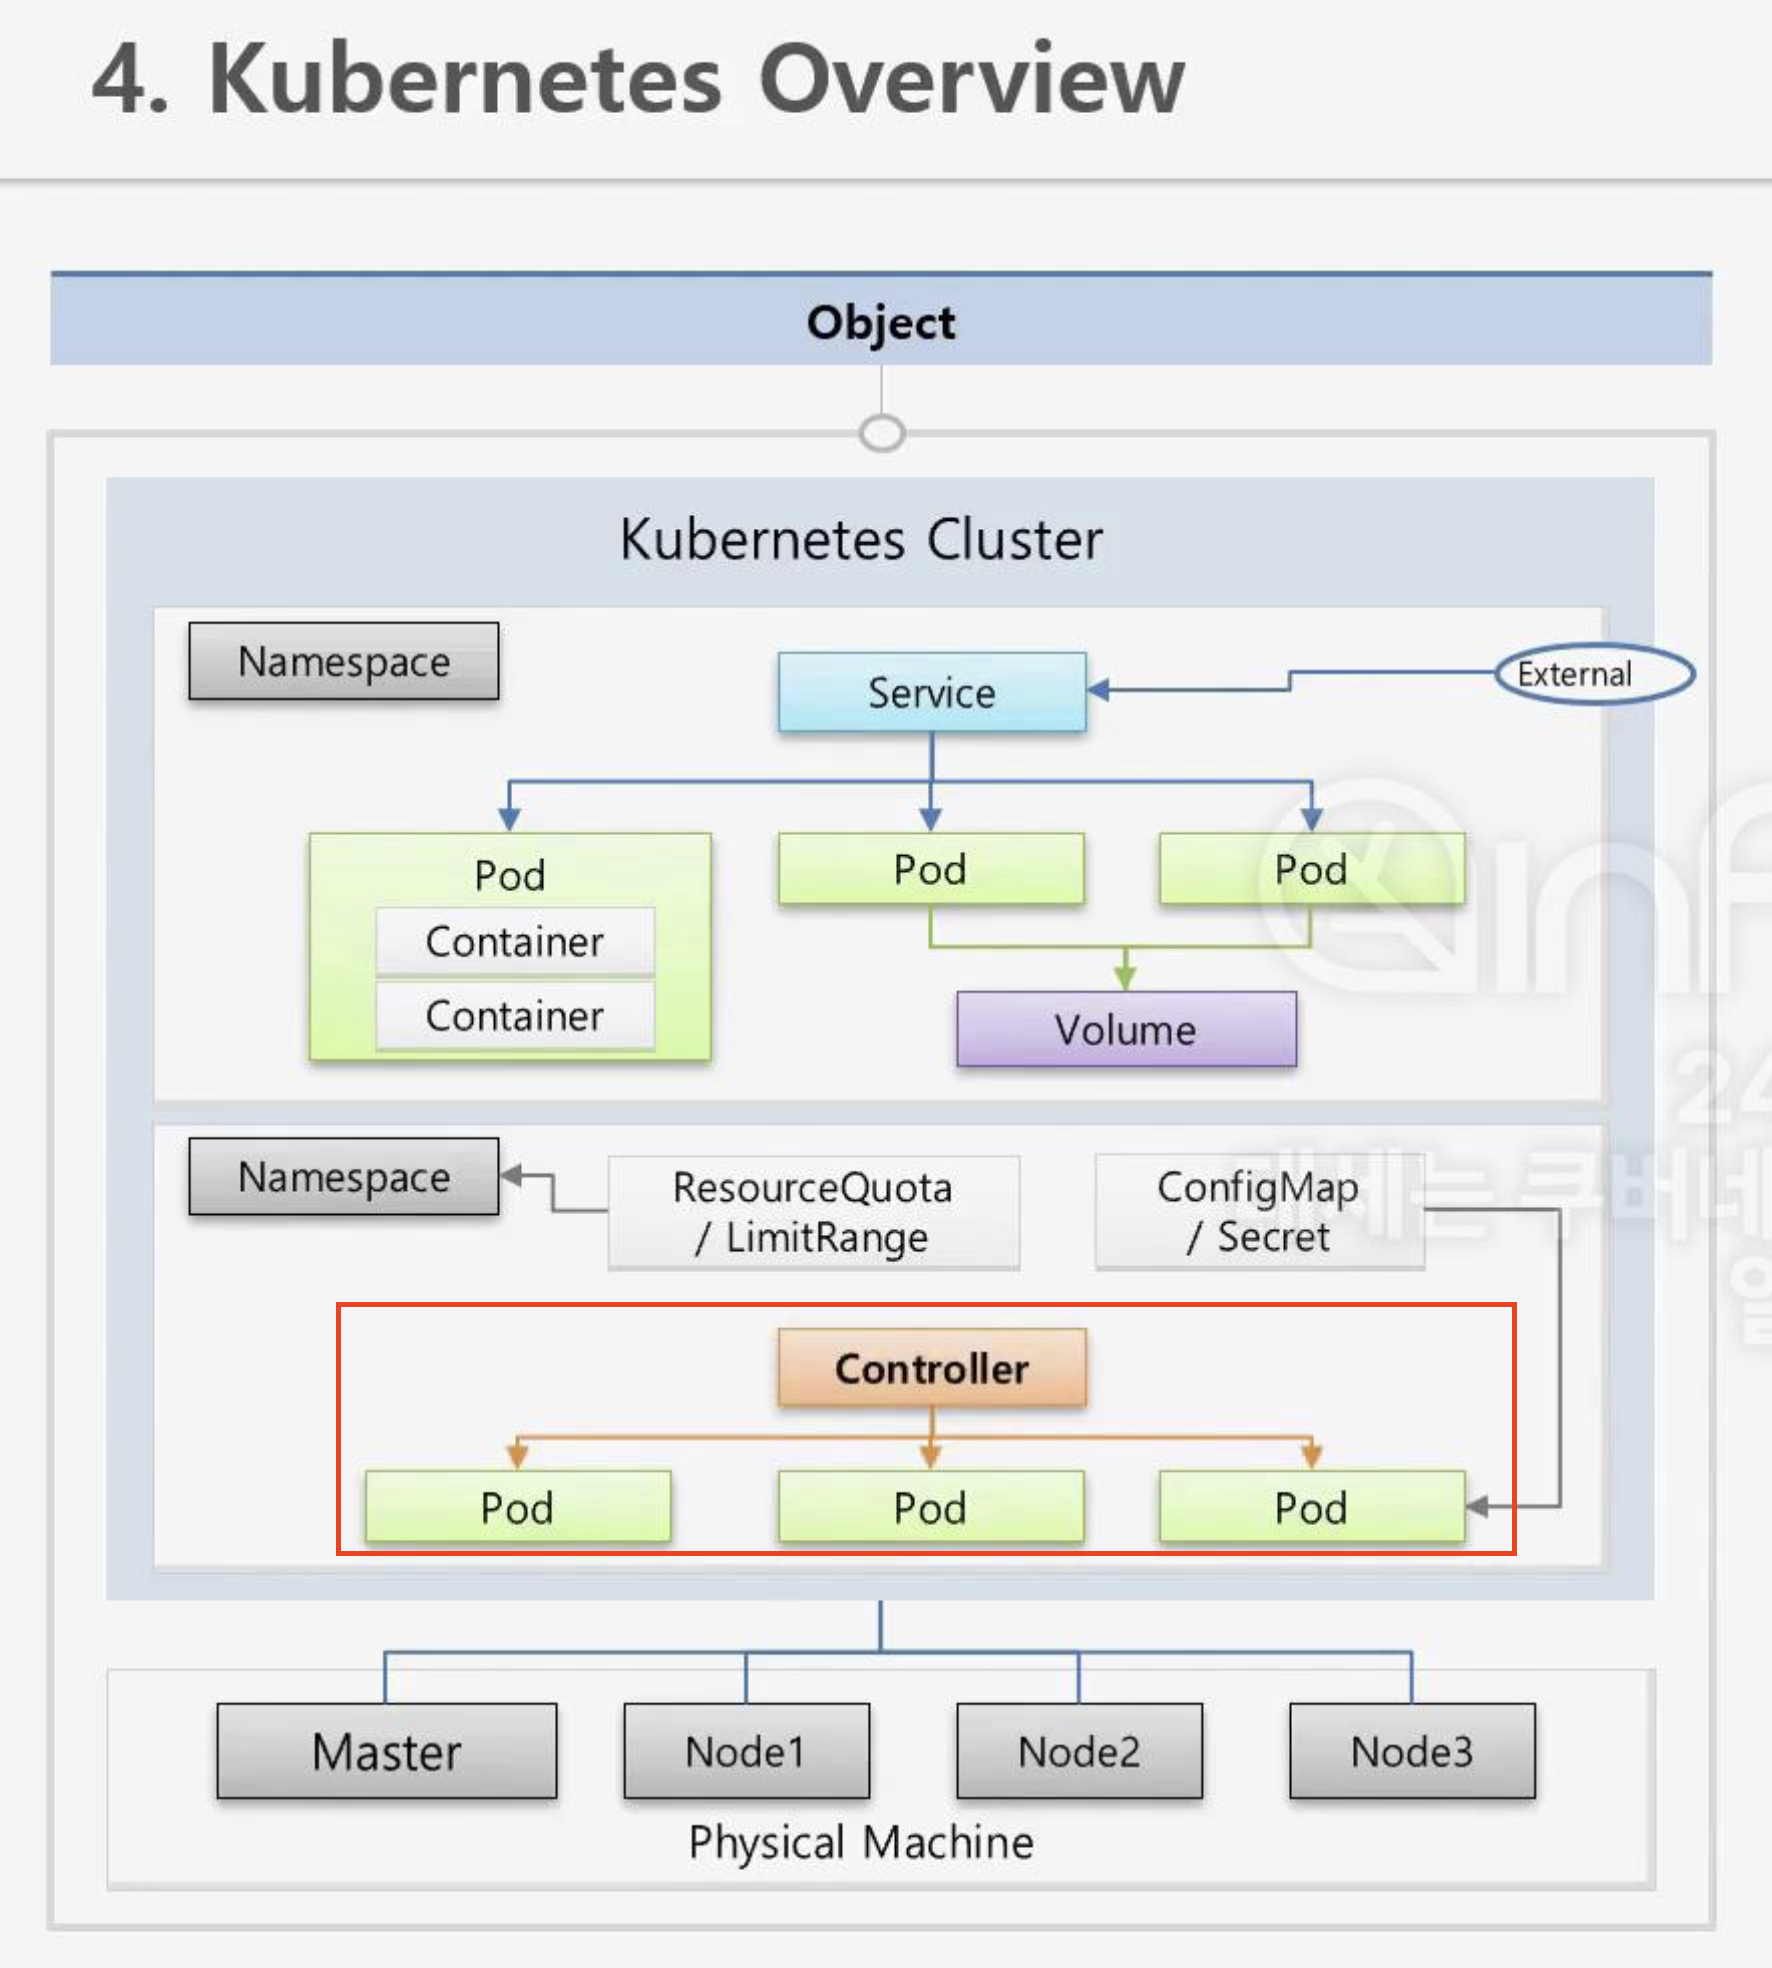 4. Kubernetes Overview
Object
Kubernetes Cluster
Namespace
Service
External
Pod
Pod
Pod
Container
Container
Volume
Namespace
ResourceQuota
/ LimitRange
ConfigMap
/ Secret
Controller
Pod
Pod
Pod
Master
Node1
Node2
Node3
Physical Machine